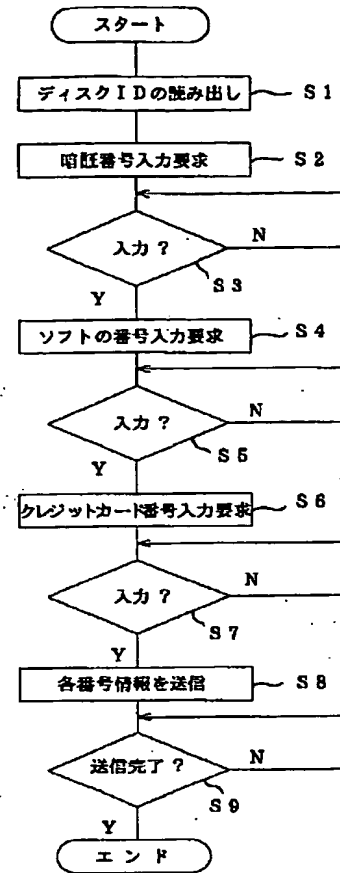 スタート
ディスクIDの読み出し S1
暗証番号入力要求 S2
入力? N
S3
Y
ソフトの番号入力要求 S4
入力? N
S5
Y
クレジットカード番号入力要求 S6
入力? N
S7
Y
各番号情報を送信 S8
送信完了? N
S9
Y
エンド